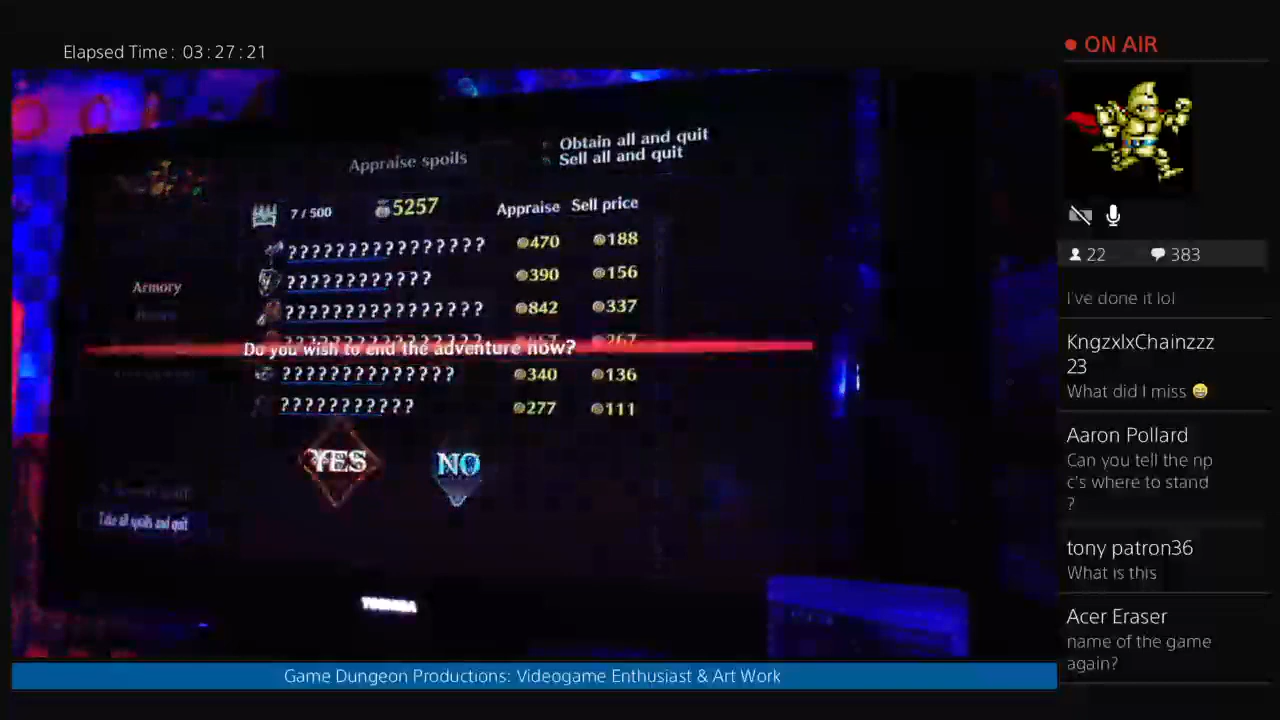 Elapsed Time: 03:27:21
ON AIR
Obtain all and quit
Sell all and quit
Appraise spoils
7 / 500
5257
Appraise Sell price
???????????????? 470 188
???????????? 390 156
???????????????? 842 337
267
Do you wish to end the adventure now?
?????????????? 340 136
??????????? 277 111
Armory
YES NO
Take all spoils and quit
TOSHIBA
22 383
I've done it lol
KngzxlxChainzzz
23
What did I miss 😄
Aaron Pollard
Can you tell the np
c's where to stand
?
tony patron36
What is this
Acer Eraser
name of the game
again?
Game Dungeon Productions: Videogame Enthusiast & Art Work